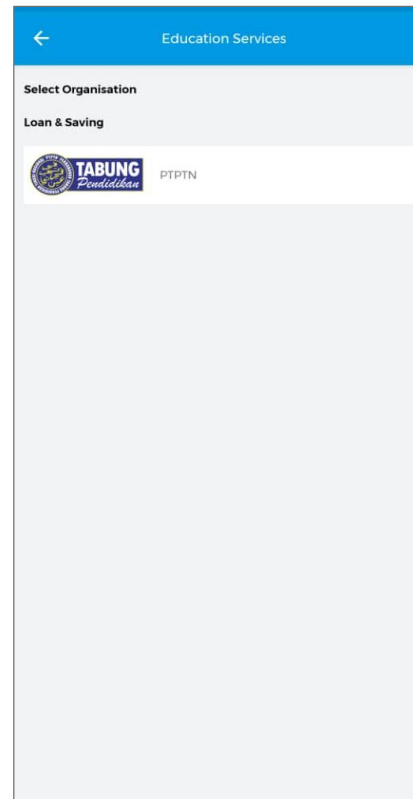 Education Services
Select Organisation
Loan & Saving
TABUNG
Pendidikan
PTPTN